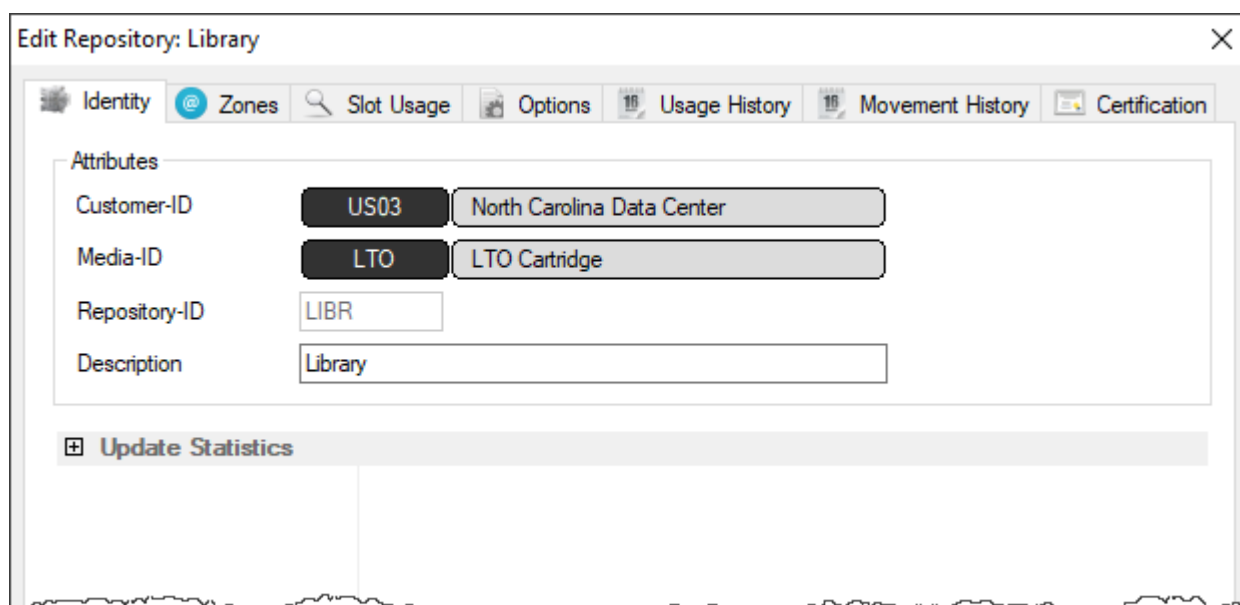 Edit Repository: Library
Identity Zones Slot Usage Options Usage History Movement History Certification
Attributes
Customer-ID US03 North Carolina Data Center
Media-ID LTO LTO Cartridge
Repository-ID LIBR
Description Library
Update Statistics